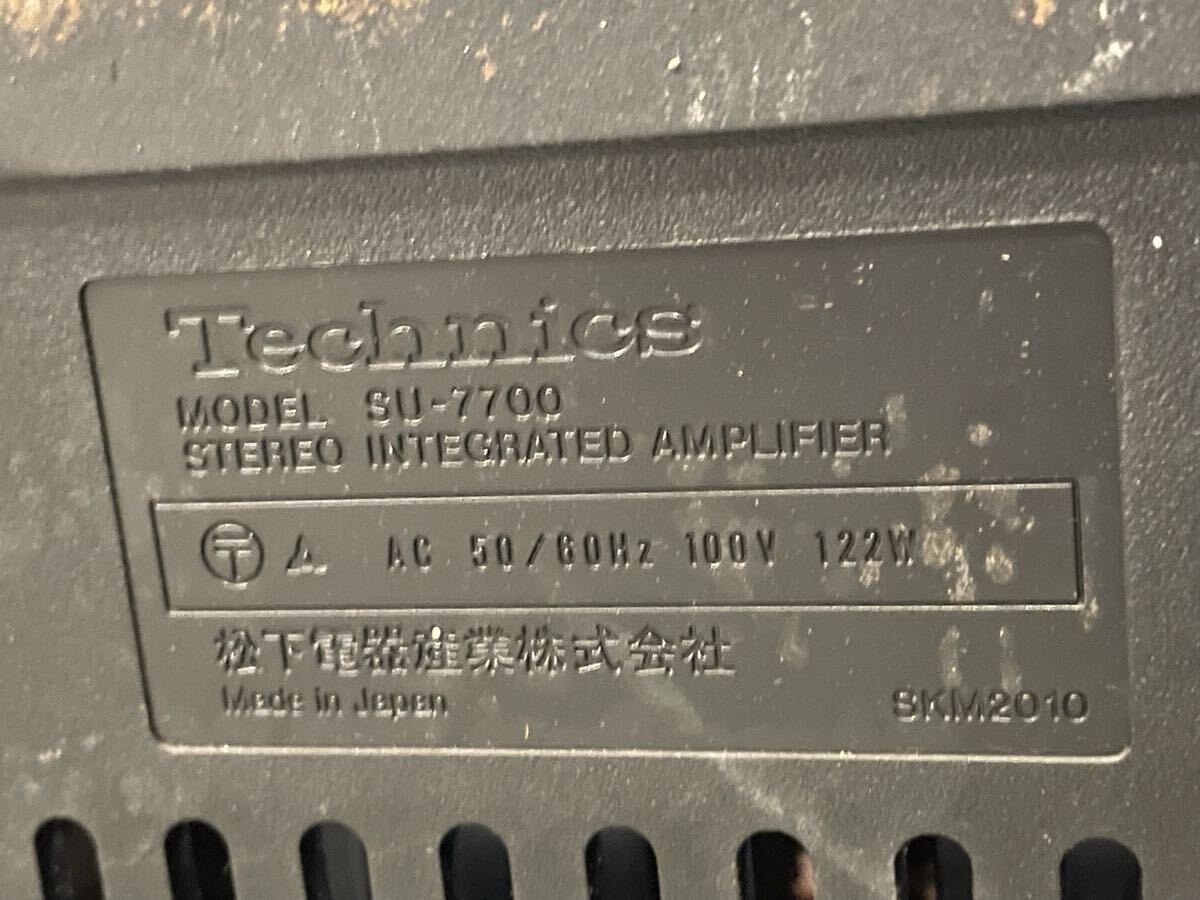 Technics
MODEL SU-7700
STEREO INTEGRATED AMPLIFIER
AC 50/60Hz 100V 122W
松下電器産業株式会社
Made in Japan
SKM2010